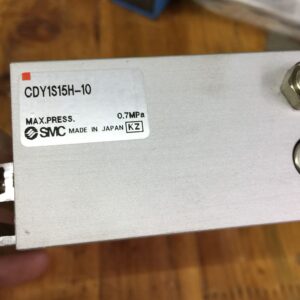 CDY1S15H-10
MAX.PRESS. 0.7MPa
SMC MADE IN JAPAN KZ